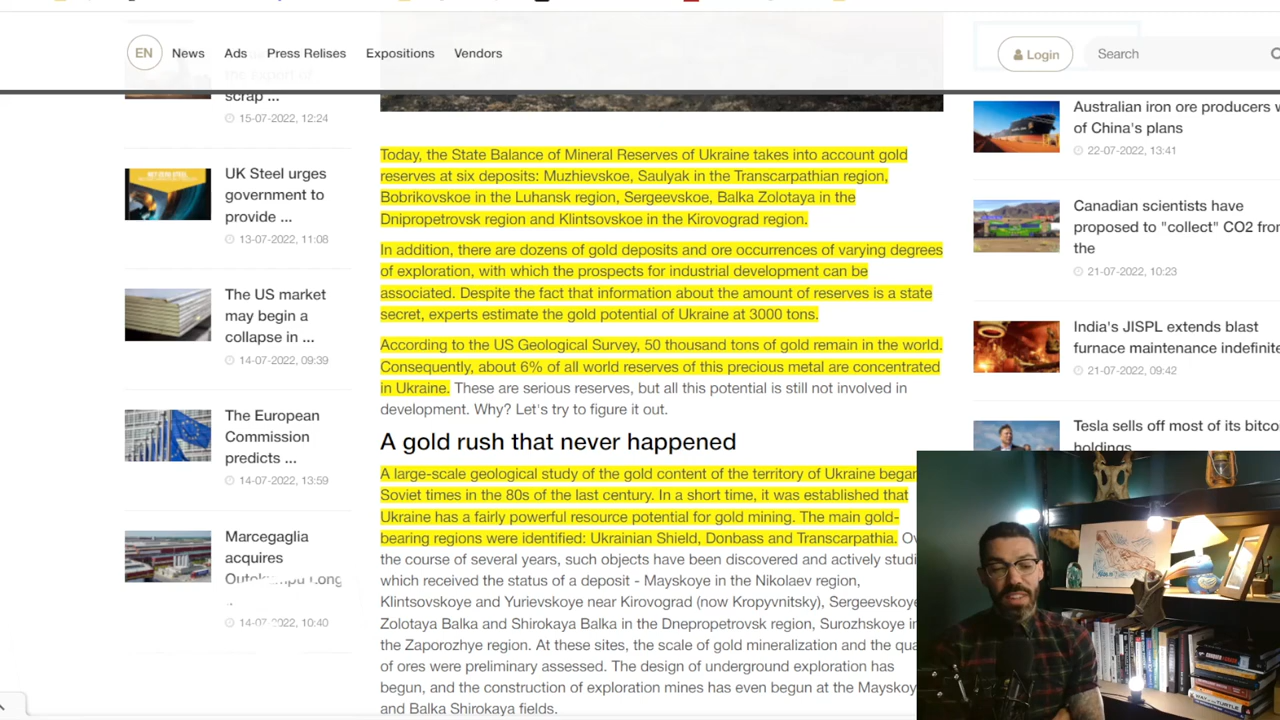 EN
News
Ads
Press Relises
Expositions
Vendors
Login
Search
scrap ...
15-07-2022, 12:24
UK Steel urges
government to
provide ...
13-07-2022, 11:08
The US market
may begin a
collapse in ...
14-07-2022, 09:39
The European
Commission
predicts ...
14-07-2022, 13:59
Marcegaglia
acquires
Outokumpu Long
..
14-07-2022, 10:40
Today, the State Balance of Mineral Reserves of Ukraine takes into account gold
reserves at six deposits: Muzhievskoe, Saulyak in the Transcarpathian region,
Bobrikovskoe in the Luhansk region, Sergeevskoe, Balka Zolotaya in the
Dnipropetrovsk region and Klintsovskoe in the Kirovograd region.
In addition, there are dozens of gold deposits and ore occurrences of varying degrees
of exploration, with which the prospects for industrial development can be
associated. Despite the fact that information about the amount of reserves is a state
secret, experts estimate the gold potential of Ukraine at 3000 tons.
According to the US Geological Survey, 50 thousand tons of gold remain in the world.
Consequently, about 6% of all world reserves of this precious metal are concentrated
in Ukraine. These are serious reserves, but all this potential is still not involved in
development. Why? Let's try to figure it out.
A gold rush that never happened
A large-scale geological study of the gold content of the territory of Ukraine began
Soviet times in the 80s of the last century. In a short time, it was established that
Ukraine has a fairly powerful resource potential for gold mining. The main gold-
bearing regions were identified: Ukrainian Shield, Donbass and Transcarpathia. Ov
the course of several years, such objects have been discovered and actively studi
which received the status of a deposit - Mayskoye in the Nikolaev region,
Klintsovskoye and Yurievskoye near Kirovograd (now Kropyvnitsky), Sergeevskoye
Zolotaya Balka and Shirokaya Balka in the Dnepropetrovsk region, Surozhskoye in
the Zaporozhye region. At these sites, the scale of gold mineralization and the qua
of ores were preliminary assessed. The design of underground exploration has
begun, and the construction of exploration mines has even begun at the Mayskoy
and Balka Shirokaya fields.
Australian iron ore producers w
of China's plans
22-07-2022, 13:41
Canadian scientists have
proposed to "collect" CO2 from
the
21-07-2022, 10:23
India's JISPL extends blast
furnace maintenance indefinite
21-07-2022, 09:42
Tesla sells off most of its bitco
holdings